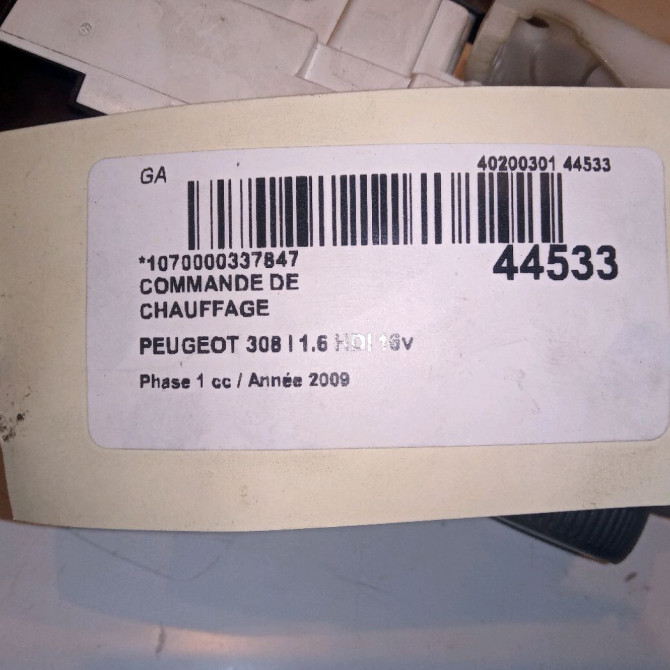 GA
40200301 44533
*1070000337847
44533
COMMANDE DE
CHAUFFAGE
PEUGEOT 308 I 1.6 HDI 16v
Phase 1 cc / Année 2009